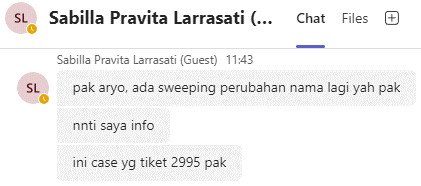 SL Sabilla Pravita Larrasati (... Chat Files
Sabilla Pravita Larrasati (Guest) 11:43
SL pak aryo, ada sweeping perubahan nama lagi yah pak
nnti saya info
ini case yg tiket 2995 pak